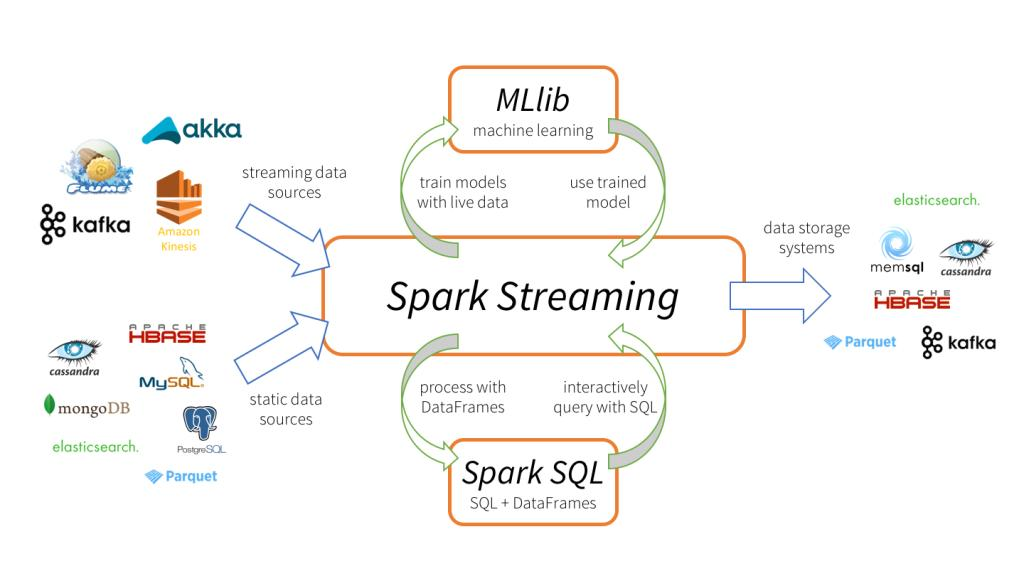 MLlib
machine learning
akka
FLUME
kafka
Amazon
Kinesis
streaming data
sources
train models
with live data
use trained
model
Spark Streaming
data storage
systems
elasticsearch.
memsql
cassandra
APACHE
HBASE
Parquet
kafka
APACHE
HBASE
cassandra
MySQL®
mongoDB
PostgreSQL
elasticsearch.
Parquet
static data
sources
process with
DataFrames
interactively
query with SQL
Spark SQL
SQL + DataFrames